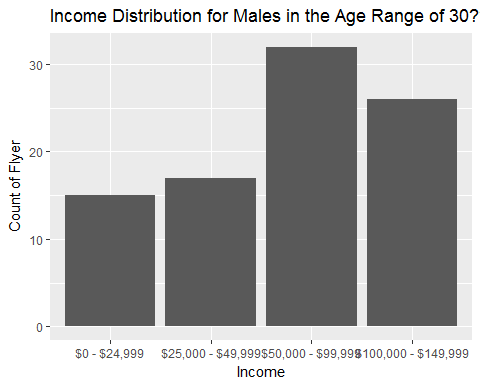 Income Distribution for Males in the Age Range of 30?
Count of Flyer
30
20
10
0
$0 - $24,999
$25,000 - $49,999
$50,000 - $99,999
$100,000 - $149,999
Income